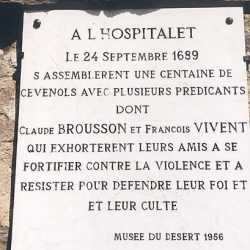 A L HOSPITALET
LE 24 SEPTEMBRE 1689
S ASSEMBLERENT UNE CENTAINE DE
CEVENOLS AVEC PLUSIEURS PREDICANTS
DONT
CLAUDE BROUSSON ET FRANCOIS VIVENT
QUI EXHORTERENT LEURS AMIS A SE
FORTIFIER CONTRE LA VIOLENCE ET A
RESISTER POUR DEFENDRE LEUR FOI ET
ET LEUR CULTE
MUSEE DU DESERT 1956